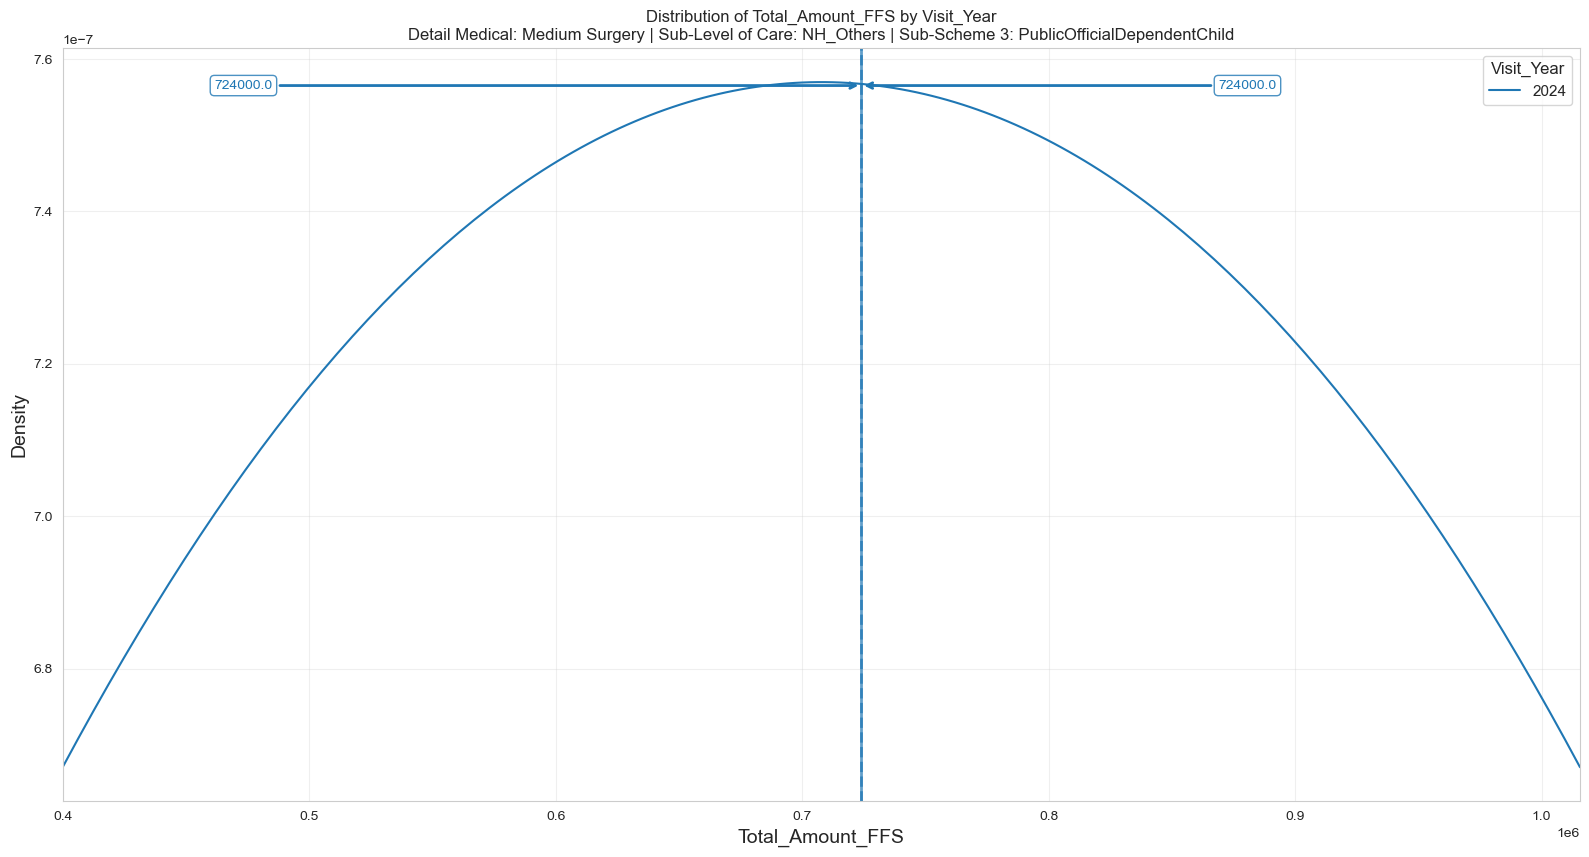 Distribution of Total_Amount_FFS by Visit_Year
Detail Medical: Medium Surgery | Sub-Level of Care: NH_Others | Sub-Scheme 3: PublicOfficialDependentChild
1e−7
7.6
7.4
7.2
7.0
6.8
Density
724000.0
724000.0
Visit_Year
2024
0.4
0.5
0.6
0.7
0.8
0.9
1.0
1e6
Total_Amount_FFS